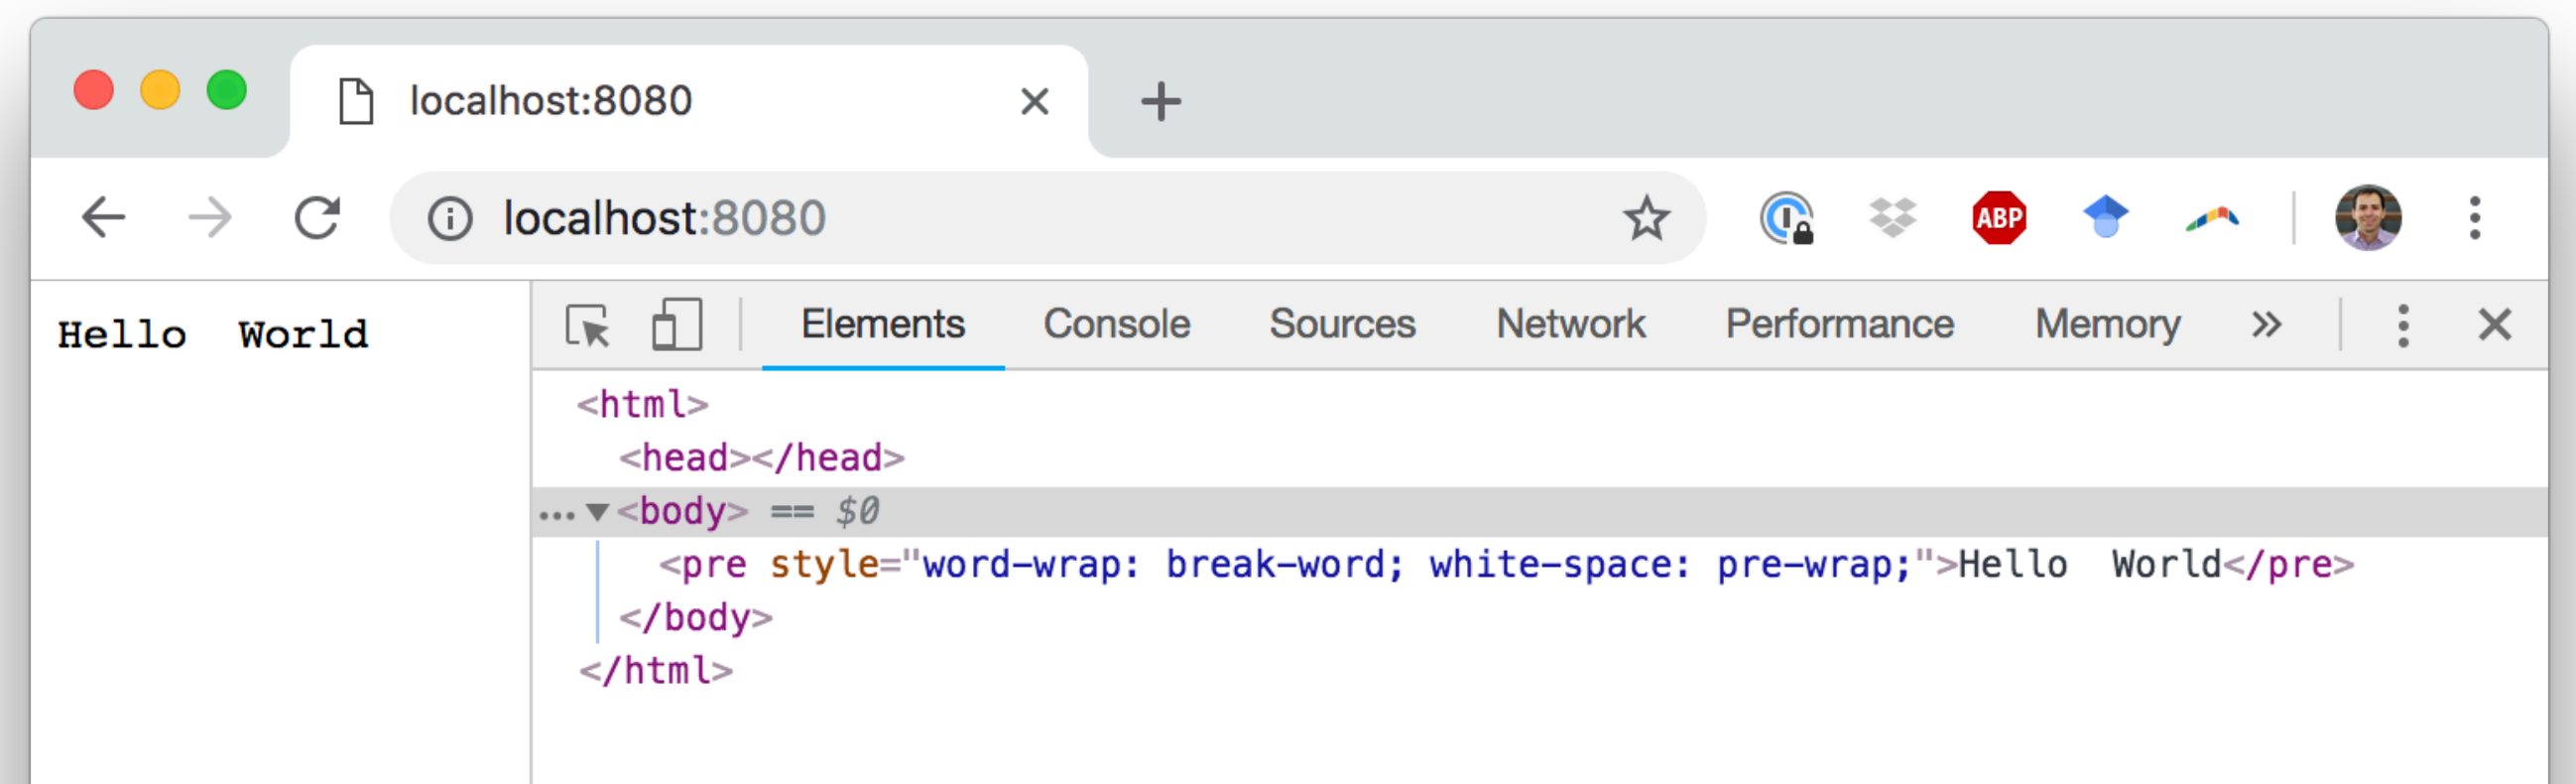 localhost:8080
localhost:8080
ABP
Hello  World
Elements Console Sources Network Performance Memory »
<html>
<head></head>
...▼<body> == $0
<pre style="word-wrap: break-word; white-space: pre-wrap;">Hello  World</pre>
</body>
</html>